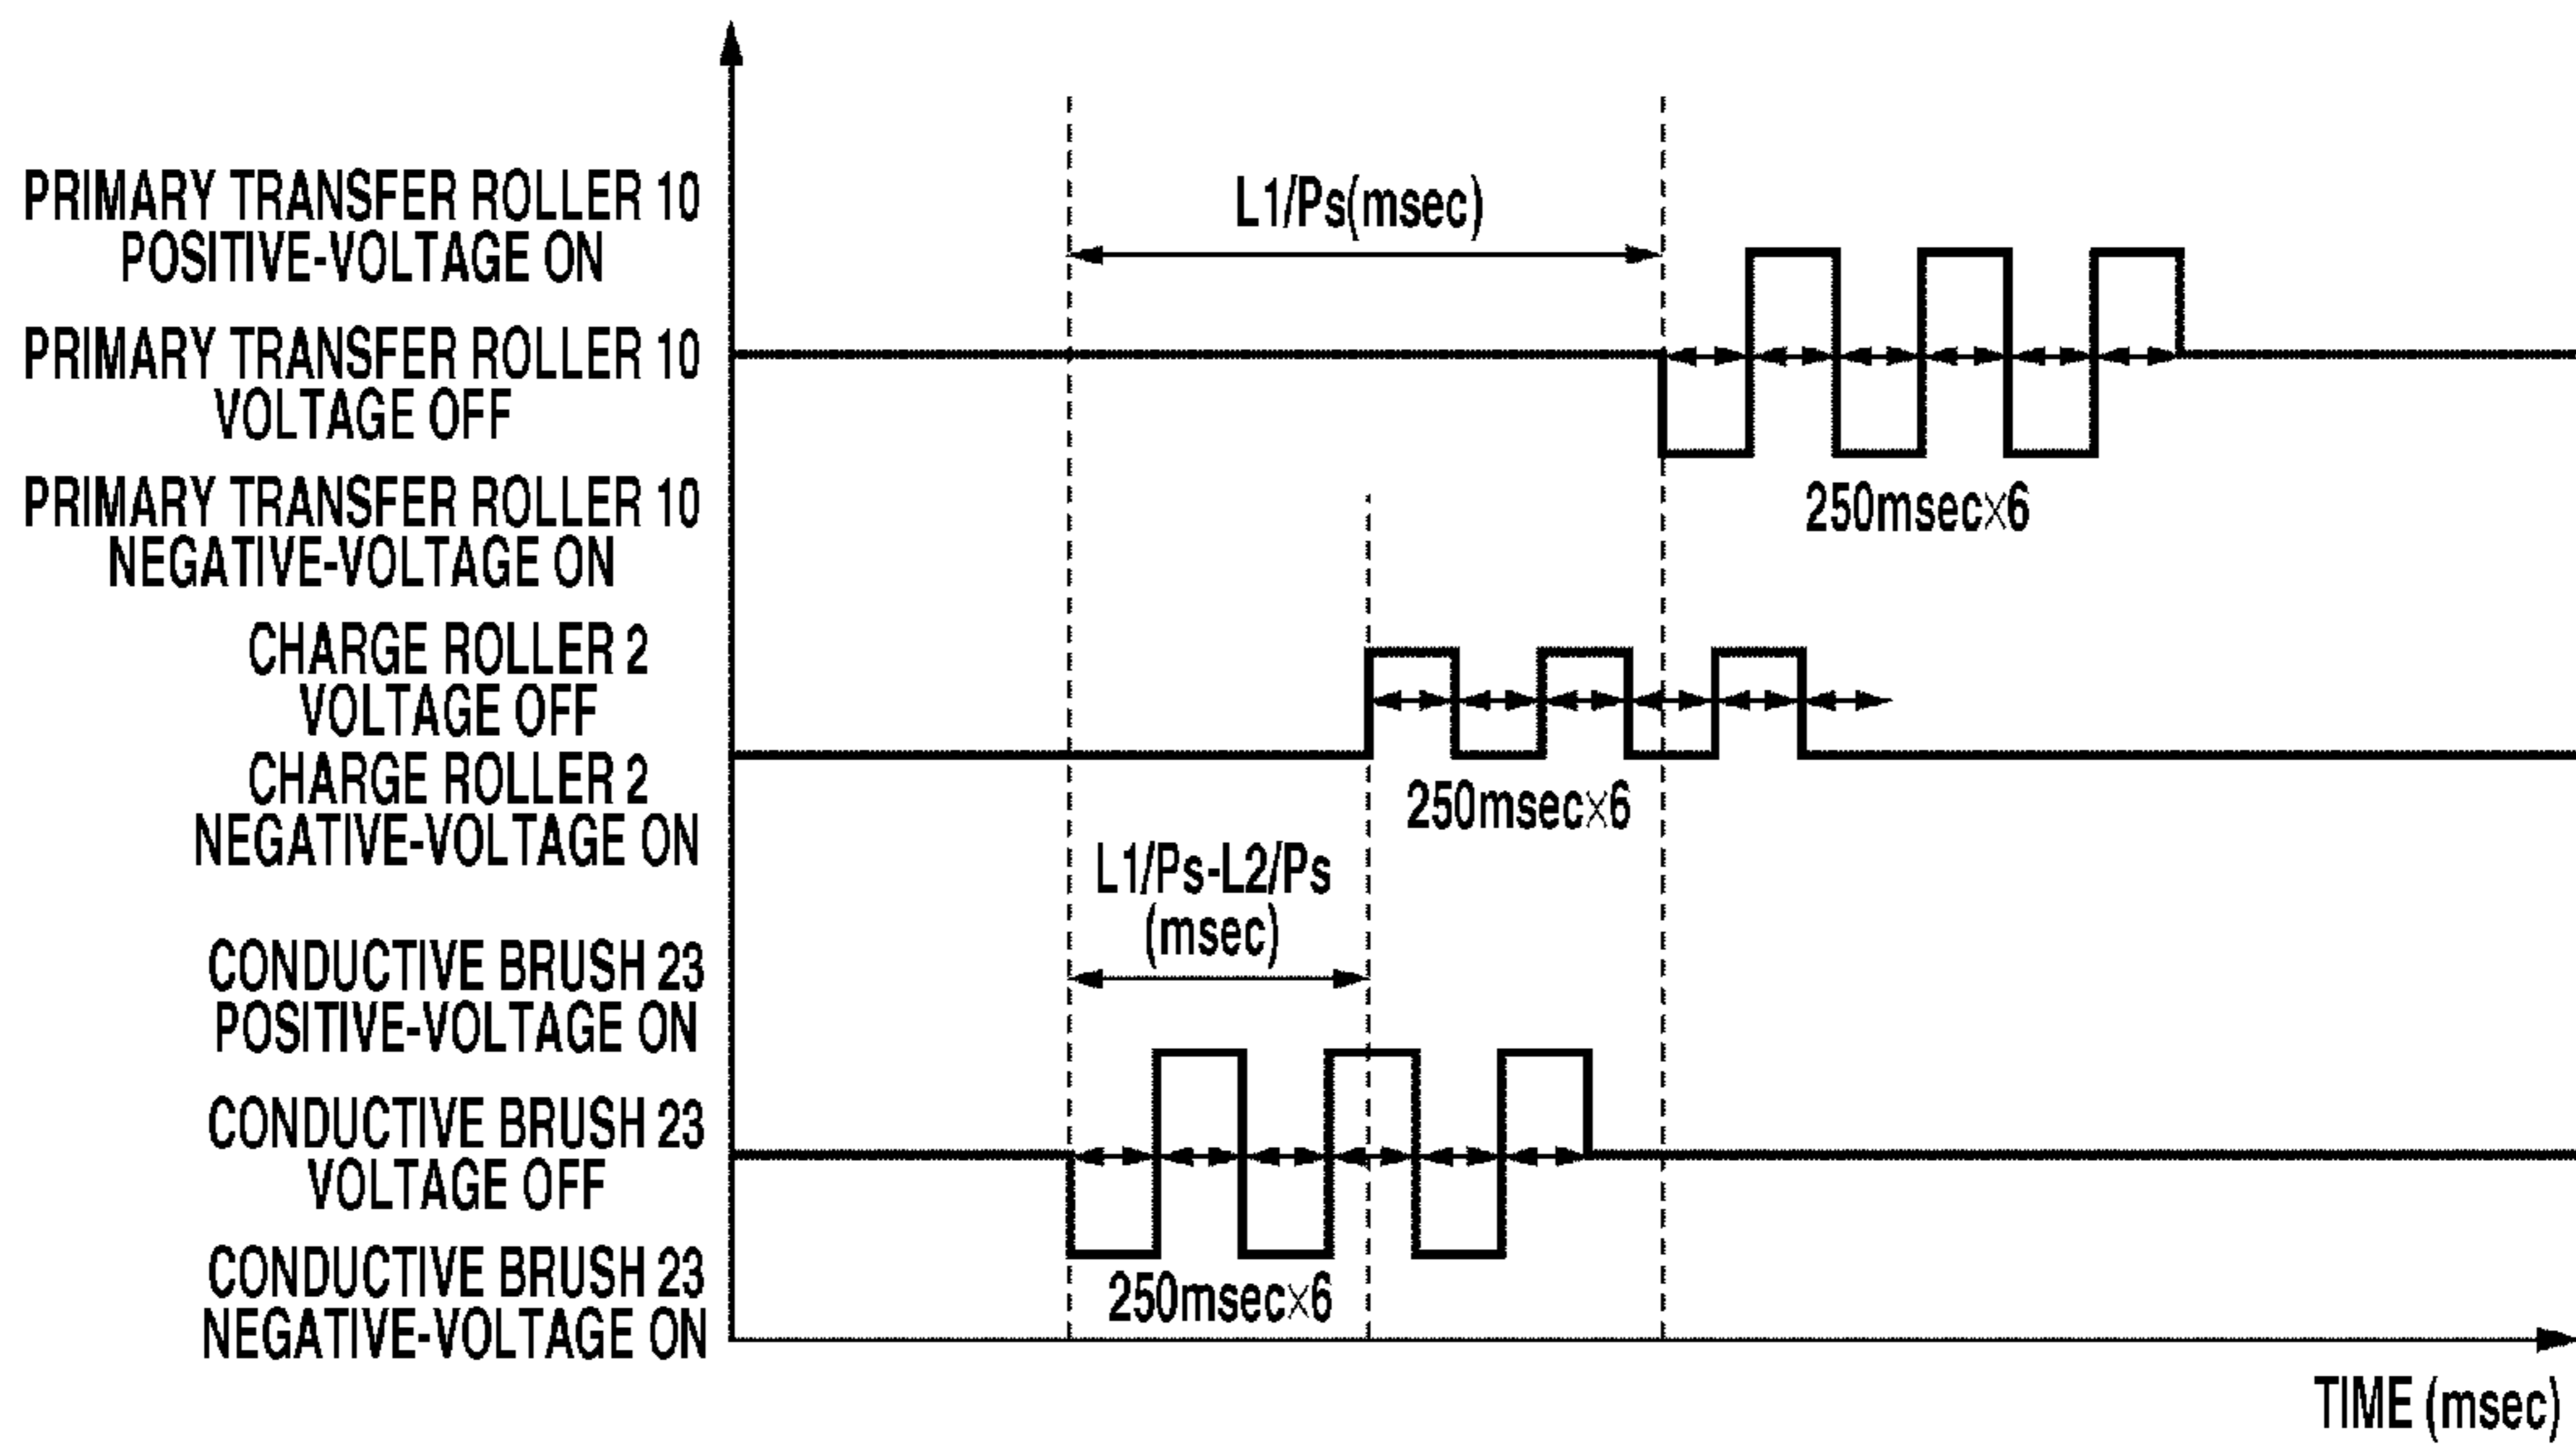 PRIMARY TRANSFER ROLLER 10
POSITIVE-VOLTAGE ON
L1/Ps(msec)
PRIMARY TRANSFER ROLLER 10
VOLTAGE OFF
PRIMARY TRANSFER ROLLER 10
NEGATIVE-VOLTAGE ON
250msec×6
CHARGE ROLLER 2
VOLTAGE OFF
CHARGE ROLLER 2
NEGATIVE-VOLTAGE ON
250msec×6
L1/Ps-L2/Ps
(msec)
CONDUCTIVE BRUSH 23
POSITIVE-VOLTAGE ON
CONDUCTIVE BRUSH 23
VOLTAGE OFF
CONDUCTIVE BRUSH 23
NEGATIVE-VOLTAGE ON
250msec×6
TIME (msec)